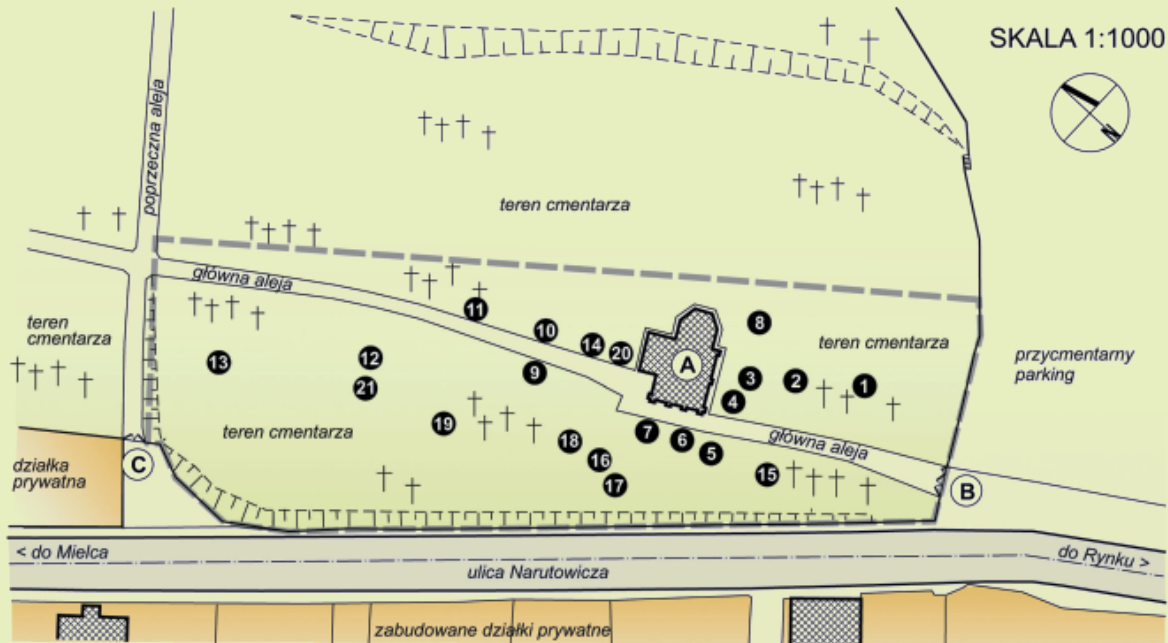 SKALA 1:1000
N
poprzeczna aleja
teren cmentarza
główna aleja
teren
cmentarza
11
10
14
20
8
A
teren cmentarza
przycmentarny
parking
13
12
21
9
3
2
1
4
19
teren cmentarza
18
16
17
7
6
5
główna aleja
15
B
C
działka
prywatna
< do Mielca
ulica Narutowicza
do Rynku >
zabudowane działki prywatne